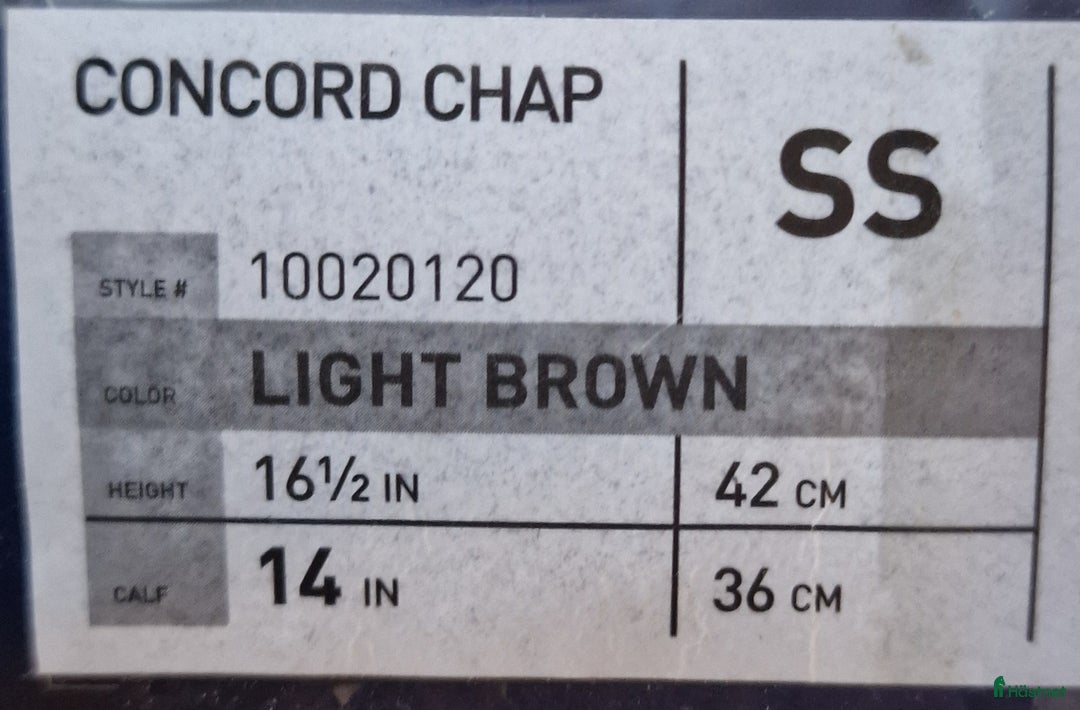 CONCORD CHAP
SS
STYLE # 10020120
COLOR LIGHT BROWN
HEIGHT 16½ IN 42 CM
CALF 14 IN 36 CM
Hästnet